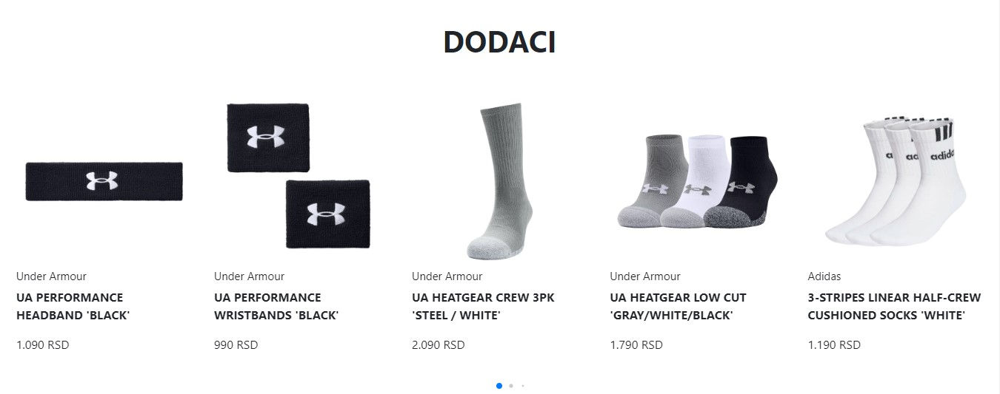 DODACI
adidas
Under Armour
UA PERFORMANCE
HEADBAND 'BLACK'
1.090 RSD
Under Armour
UA PERFORMANCE
WRISTBANDS 'BLACK'
990 RSD
Under Armour
UA HEATGEAR CREW 3PK
'STEEL / WHITE'
2.090 RSD
Under Armour
UA HEATGEAR LOW CUT
'GRAY/WHITE/BLACK'
1.790 RSD
Adidas
3-STRIPES LINEAR HALF-CREW
CUSHIONED SOCKS 'WHITE'
1.190 RSD